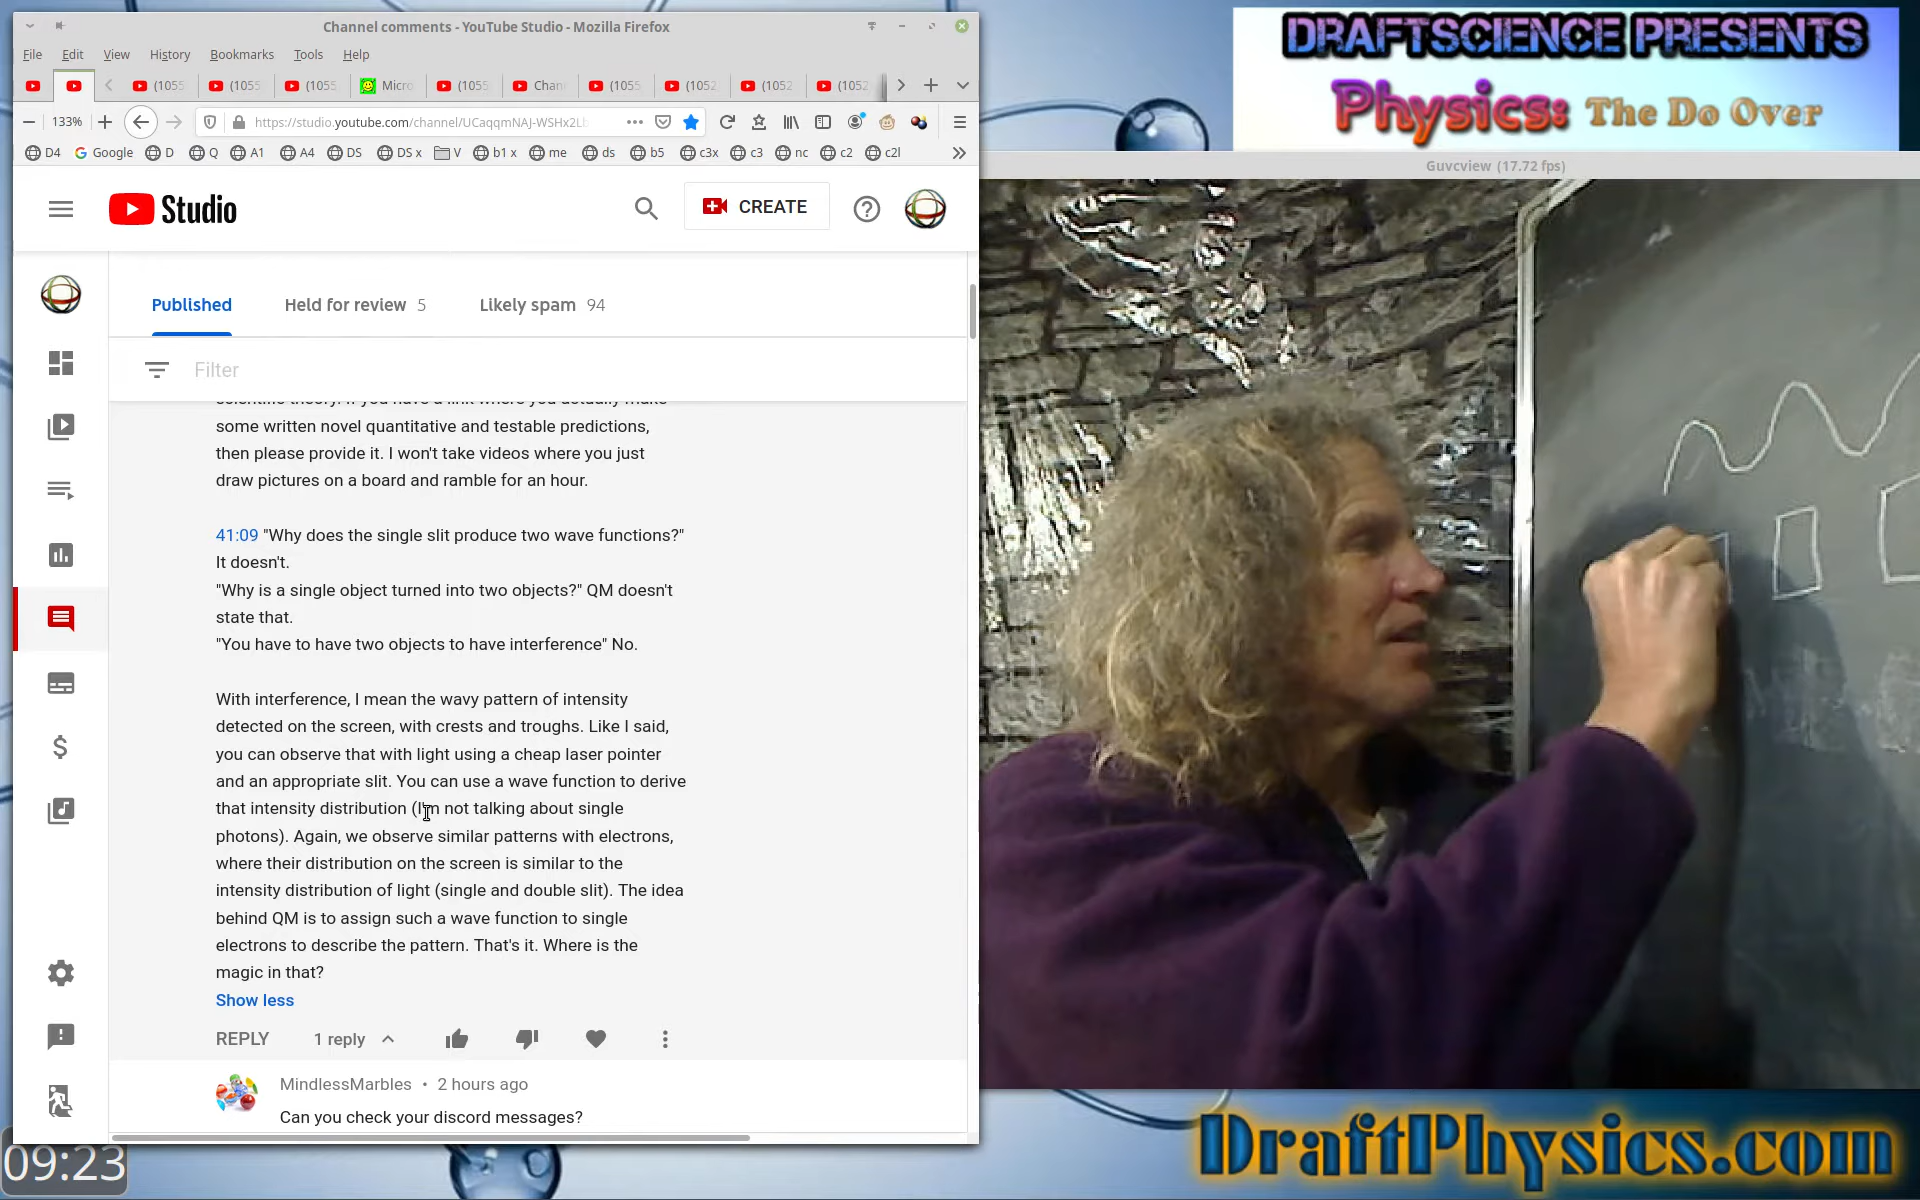 Channel comments - YouTube Studio - Mozilla Firefox
File Edit View History Bookmarks Tools Help
(1055 (1055 (1055 Micro (1055 Chan (1055 (1052 (1052 (1052
133% https://studio.youtube.com/channel/UCaqqmNAJ-WSHx2Lb
D4 Google D Q A1 A4 DS DS x V b1 x me ds b5 c3x c3 nc c2 c2l
Studio CREATE
Published Held for review 5 Likely spam 94
Filter
some written novel quantitative and testable predictions,
then please provide it. I won't take videos where you just
draw pictures on a board and ramble for an hour.
41:09 "Why does the single slit produce two wave functions?"
It doesn't.
"Why is a single object turned into two objects?" QM doesn't
state that.
"You have to have two objects to have interference" No.
With interference, I mean the wavy pattern of intensity
detected on the screen, with crests and troughs. Like I said,
you can observe that with light using a cheap laser pointer
and an appropriate slit. You can use a wave function to derive
that intensity distribution (I'm not talking about single
photons). Again, we observe similar patterns with electrons,
where their distribution on the screen is similar to the
intensity distribution of light (single and double slit). The idea
behind QM is to assign such a wave function to single
electrons to describe the pattern. That's it. Where is the
magic in that?
Show less
REPLY 1 reply
MindlessMarbles • 2 hours ago
Can you check your discord messages?
09:23
DRAFTSCIENCE PRESENTS
Physics: The Do Over
Guvcview (17.72 fps)
DraftPhysics.com